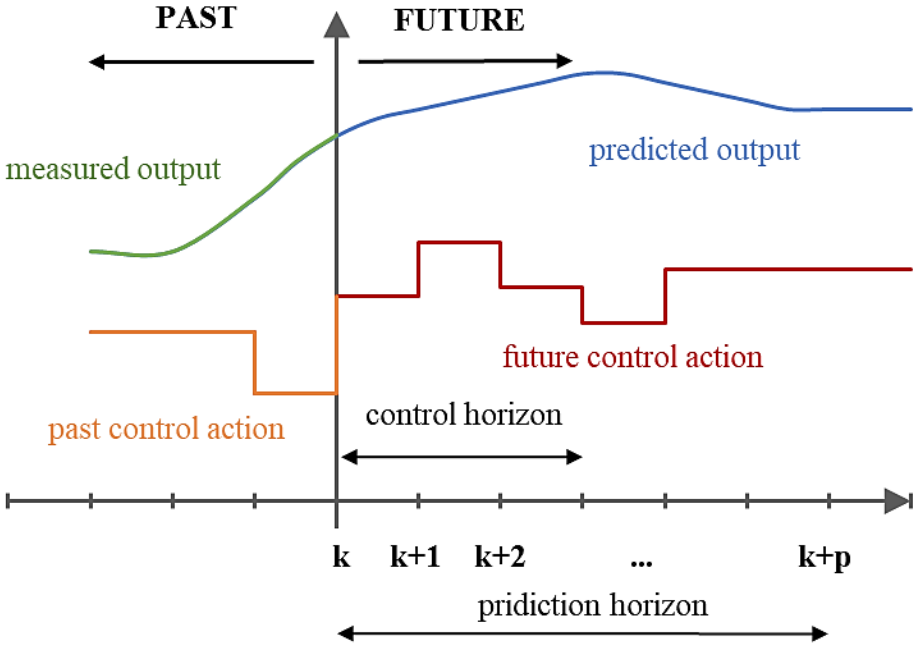 PAST
FUTURE
measured output
predicted output
future control action
past control action
control horizon
k k+1 k+2 ... k+p
pridiction horizon